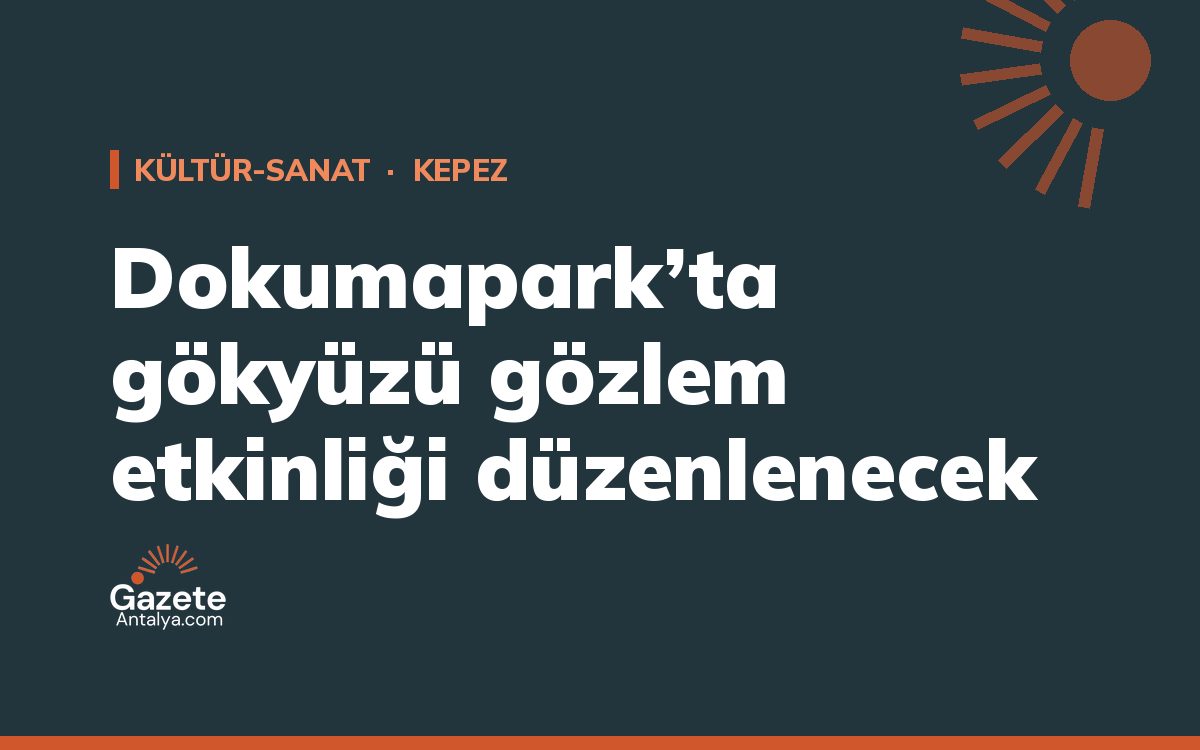 KÜLTÜR-SANAT · KEPEZ
Dokumapark’ta
gökyüzü gözlem
etkinliği düzenlenecek
Gazete
Antalya.com